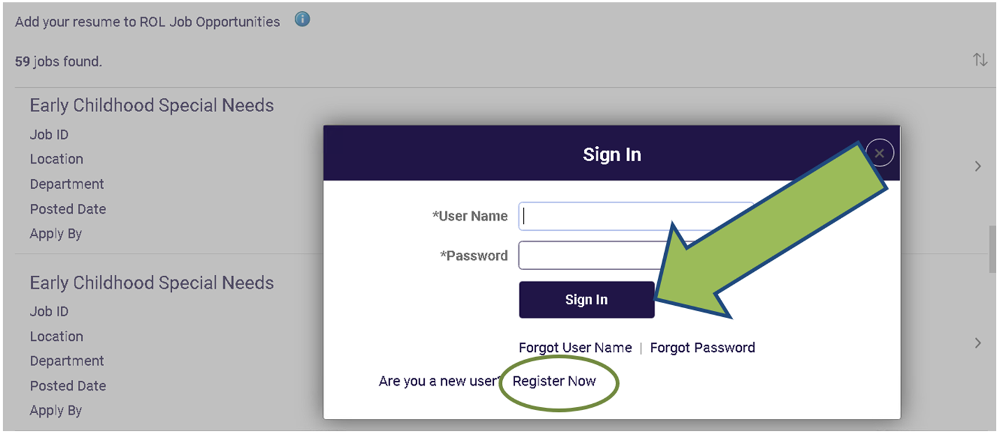 Add your resume to ROL Job Opportunities
59 jobs found.
Early Childhood Special Needs
Job ID
Location
Department
Posted Date
Apply By
Early Childhood Special Needs
Job ID
Location
Department
Posted Date
Apply By
Sign In
*User Name
*Password
Sign In
Forgot User Name | Forgot Password
Are you a new user? Register Now